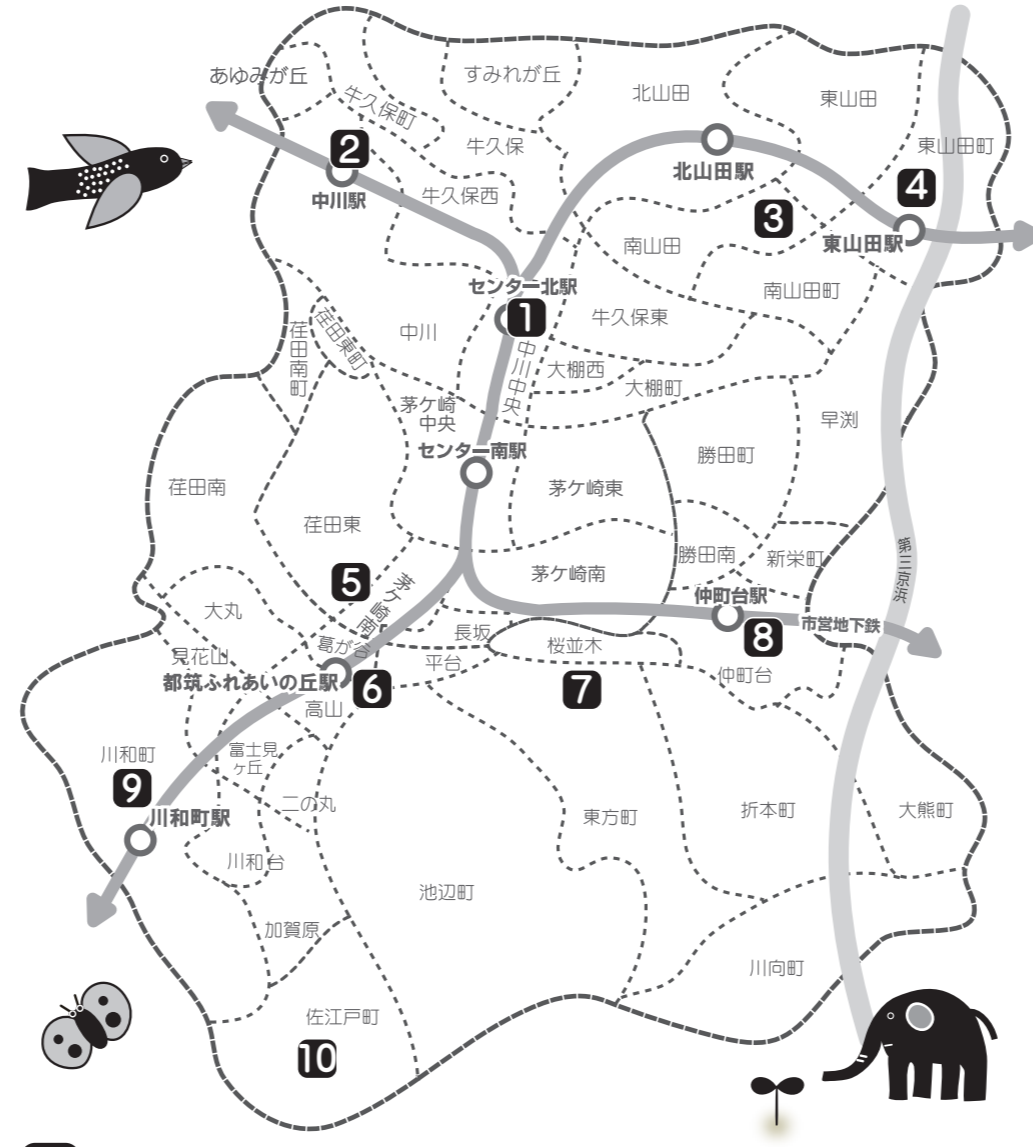 あゆみが丘
すみれが丘
北山田
東山田
牛久保町
牛久保
東山田町
2
中川駅
牛久保西
北山田駅
4
3
東山田駅
南山田
センター北駅
南山田町
1
中川
牛久保東
荏田東町
荏田南町
中川中央
大棚西
大棚町
茅ケ崎
中央
早渕
センター南駅
勝田町
荏田南
茅ケ崎東
荏田東
第三京浜
勝田南
新栄町
5
茅ケ崎南
茅ケ崎南
仲町台駅
大丸
市営地下鉄
8
長坂
葛が谷
桜並木
見花山
平台
仲町台
都筑ふれあいの丘駅
6
7
高山
川和町
富士見
ヶ丘
9
二の丸
川和町駅
東方町
折本町
大熊町
川和台
池辺町
加賀原
川向町
佐江戸町
10